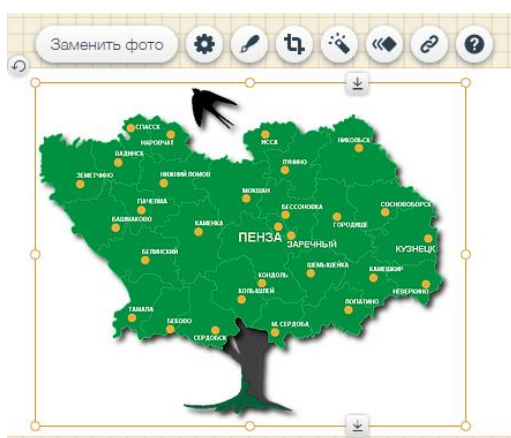 Заменить фото
СПАССК
НАРОВЧАТ
ИССА
НИКОЛЬСК
ВАДИНСК
ЛУНИНО
ЗЕМЕТЧИНО
НИЖНИЙ ЛОМОВ
МОКШАН
ПАЧЕЛМА
БЕССОНОВКА
СОСНОВОБОРСК
БАШМАКОВО
КАМЕНКА
ГОРОДИЩЕ
ПЕНЗА
ЗАРЕЧНЫЙ
КУЗНЕЦК
БЕЛИНСКИЙ
ШЕМЫШЕЙКА
КОНДОЛЬ
КАМЕШКИР
КОЛЫШЛЕЙ
НЕВЕРКИНО
ЛОПАТИНО
ТАМАЛА
БЕКОВО
М. СЕРДОБА
СЕРДОБСК